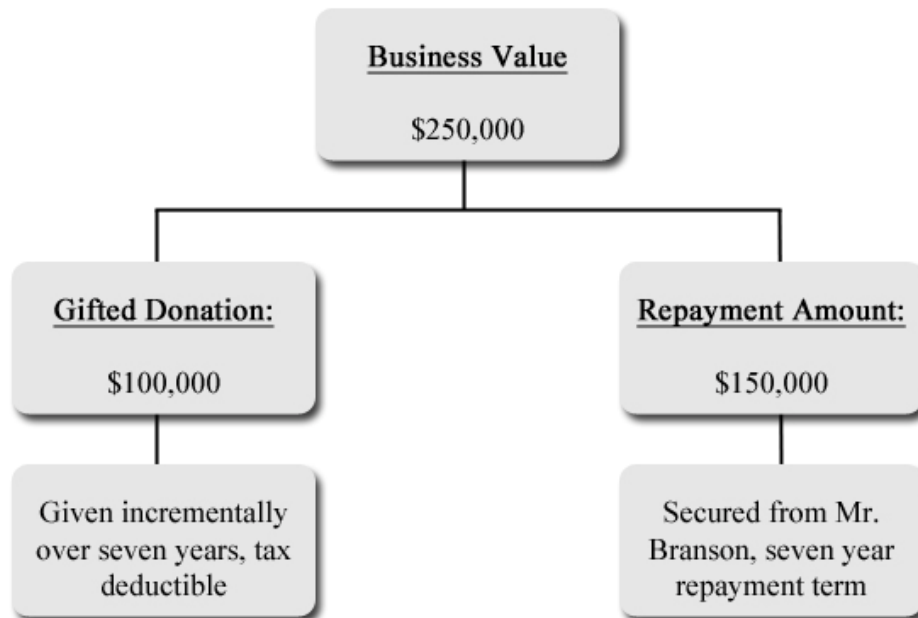 Business Value
$250,000
Gifted Donation:
$100,000
Repayment Amount:
$150,000
Given incrementally
over seven years, tax
deductible
Secured from Mr.
Branson, seven year
repayment term